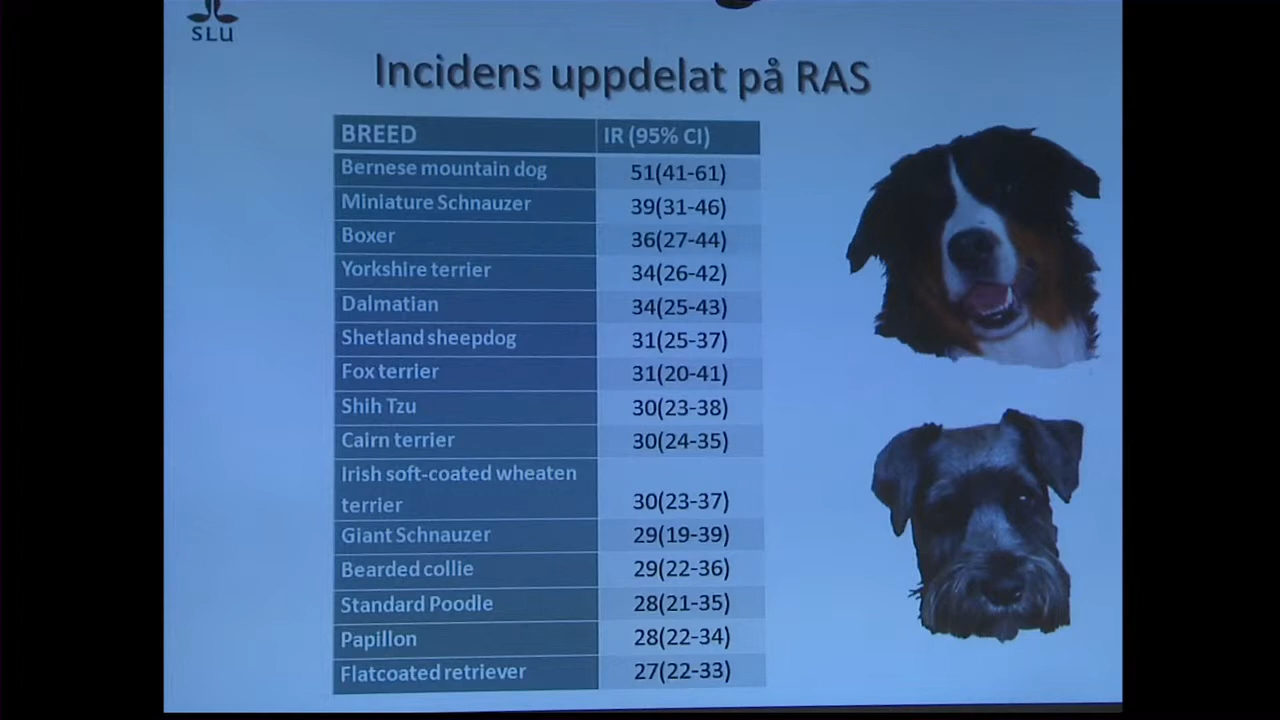 SLU
Incidens uppdelat på RAS
BREED IR (95% CI)
Bernese mountain dog 51(41-61)
Miniature Schnauzer 39(31-46)
Boxer 36(27-44)
Yorkshire terrier 34(26-42)
Dalmatian 34(25-43)
Shetland sheepdog 31(25-37)
Fox terrier 31(20-41)
Shih Tzu 30(23-38)
Cairn terrier 30(24-35)
Irish soft-coated wheaten
terrier 30(23-37)
Giant Schnauzer 29(19-39)
Bearded collie 29(22-36)
Standard Poodle 28(21-35)
Papillon 28(22-34)
Flatcoated retriever 27(22-33)